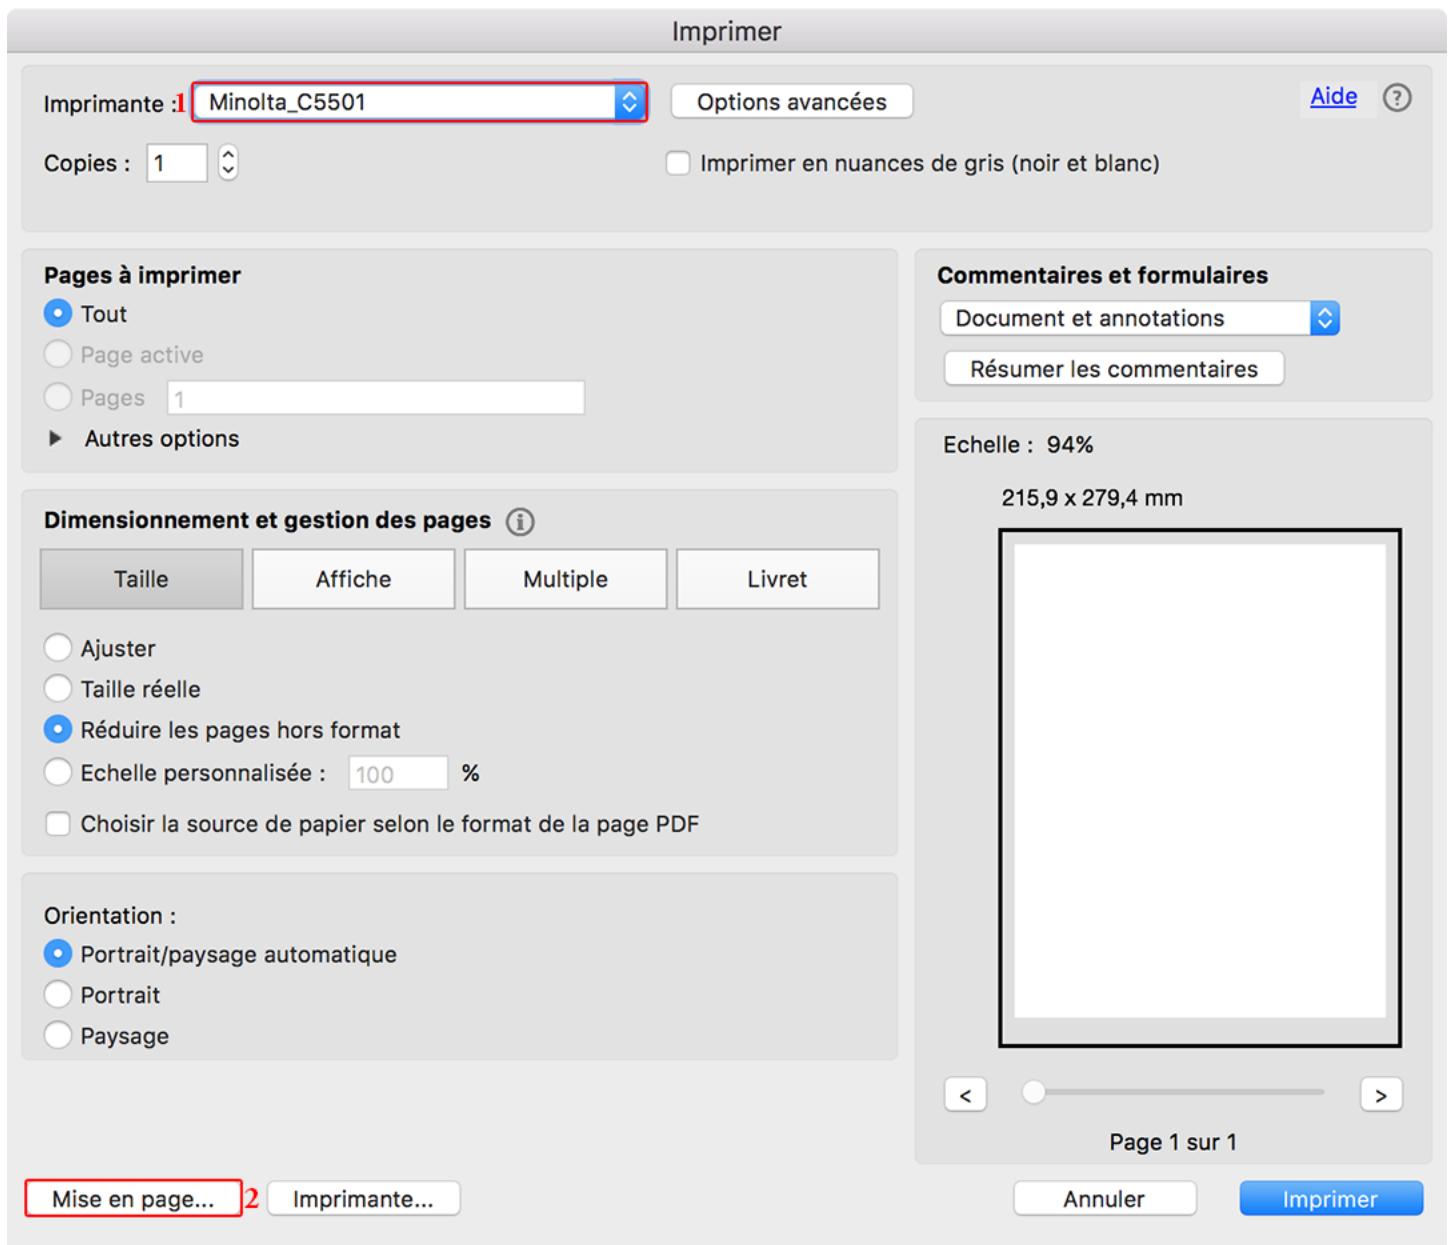 Imprimer
Imprimante : 1 Minolta_C5501 Options avancées Aide ?
Copies : 1 Imprimer en nuances de gris (noir et blanc)
Pages à imprimer
Tout
Page active
Pages 1
Autres options
Commentaires et formulaires
Document et annotations
Résumer les commentaires
Dimensionnement et gestion des pages i
Taille Affiche Multiple Livret
Ajuster
Taille réelle
Réduire les pages hors format
Echelle personnalisée : 100 %
Choisir la source de papier selon le format de la page PDF
Orientation :
Portrait/paysage automatique
Portrait
Paysage
Echelle : 94%
215,9 x 279,4 mm
< >
Page 1 sur 1
Mise en page... 2 Imprimante... Annuler Imprimer